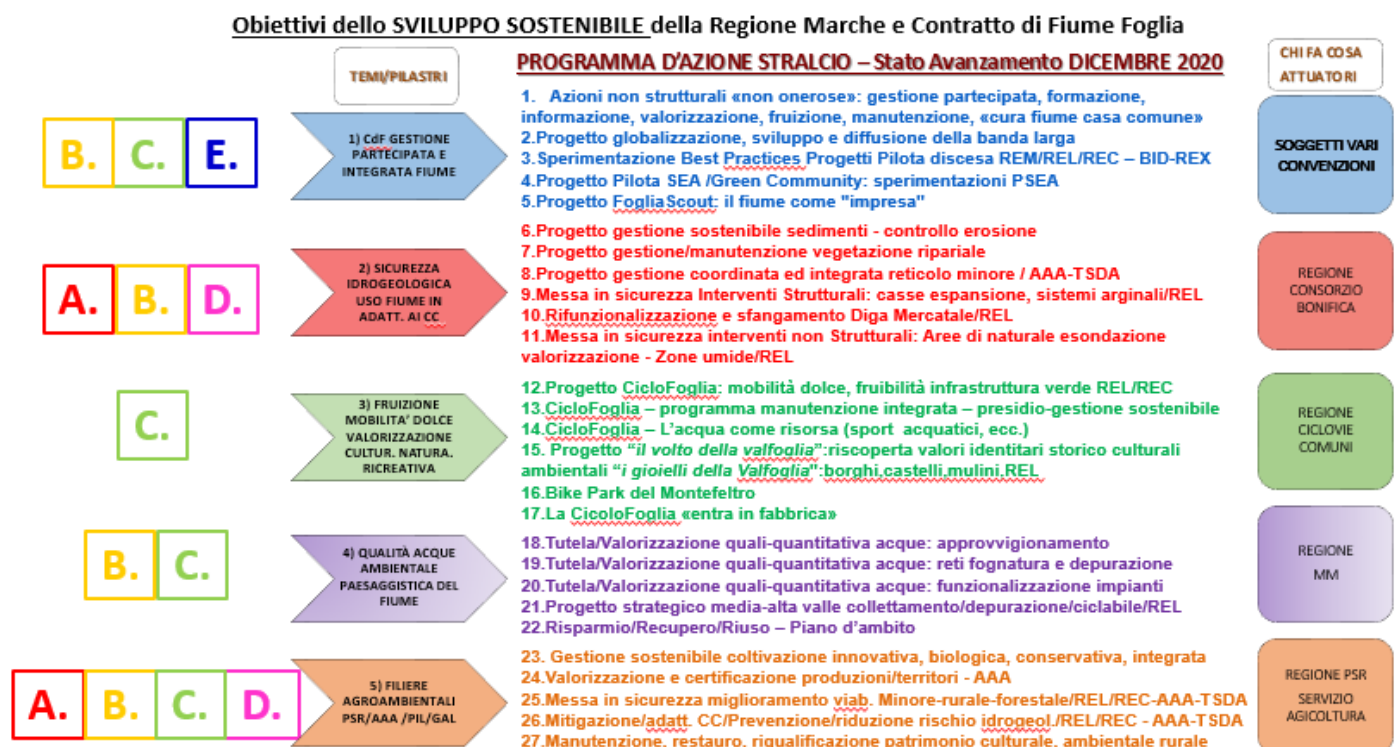 Obiettivi dello SVILUPPO SOSTENIBILE della Regione Marche e Contratto di Fiume Foglia
TEMI/PILASTRI
PROGRAMMA D'AZIONE STRALCIO – Stato Avanzamento DICEMBRE 2020
CHI FA COSA
ATTUATORI
B. C. E.
1) CdF GESTIONE
PARTECIPATA E
INTEGRATA FIUME
1. Azioni non strutturali «non onerose»: gestione partecipata, formazione,
informazione, valorizzazione, fruizione, manutenzione, «cura fiume casa comune»
2.Progetto globalizzazione, sviluppo e diffusione della banda larga
3.Sperimentazione Best Practices Progetti Pilota discesa REM/REL/REC – BID-REX
4.Progetto Pilota SEA /Green Community: sperimentazioni PSEA
5.Progetto FogliaScout: il fiume come "impresa"
SOGGETTI VARI
CONVENZIONI
A. B. D.
2) SICUREZZA
IDROGEOLOGICA
USO FIUME IN
ADATT. AI CC
6.Progetto gestione sostenibile sedimenti - controllo erosione
7.Progetto gestione/manutenzione vegetazione ripariale
8.Progetto gestione coordinata ed integrata reticolo minore / AAA-TSDA
9.Messa in sicurezza Interventi Strutturali: casse espansione, sistemi arginali/REL
10.Rifunzionalizzazione e sfangamento Diga Mercatale/REL
11.Messa in sicurezza interventi non Strutturali: Aree di naturale esondazione
valorizzazione - Zone umide/REL
REGIONE
CONSORZIO
BONIFICA
C.
3) FRUIZIONE
MOBILITA' DOLCE
VALORIZZAZIONE
CULTUR. NATURA.
RICREATIVA
12.Progetto CicloFoglia: mobilità dolce, fruibilità infrastruttura verde REL/REC
13.CicloFoglia – programma manutenzione integrata – presidio-gestione sostenibile
14.CicloFoglia – L'acqua come risorsa (sport acquatici, ecc.)
15. Progetto "il volto della valfoglia":riscoperta valori identitari storico culturali
ambientali "i gioielli della Valfoglia":borghi,castelli,mulini,REL
16.Bike Park del Montefeltro
17.La CicoloFoglia «entra in fabbrica»
REGIONE
CICLOVIE
COMUNI
B. C.
4) QUALITÀ ACQUE
AMBIENTALE
PAESAGGISTICA DEL
FIUME
18.Tutela/Valorizzazione quali-quantitativa acque: approvvigionamento
19.Tutela/Valorizzazione quali-quantitativa acque: reti fognatura e depurazione
20.Tutela/Valorizzazione quali-quantitativa acque: funzionalizzazione impianti
21.Progetto strategico media-alta valle collettamento/depurazione/ciclabile/REL
22.Risparmio/Recupero/Riuso – Piano d'ambito
REGIONE
MM
A. B. C. D.
5) FILIERE
AGROAMBIENTALI
PSR/AAA /PIL/GAL
23. Gestione sostenibile coltivazione innovativa, biologica, conservativa, integrata
24.Valorizzazione e certificazione produzioni/territori - AAA
25.Messa in sicurezza miglioramento viab. Minore-rurale-forestale/REL/REC-AAA-TSDA
26.Mitigazione/adatt. CC/Prevenzione/riduzione rischio idrogeol./REL/REC - AAA-TSDA
27.Manutenzione, restauro, riqualificazione patrimonio culturale, ambientale rurale
REGIONE PSR
SERVIZIO
AGICOLTURA